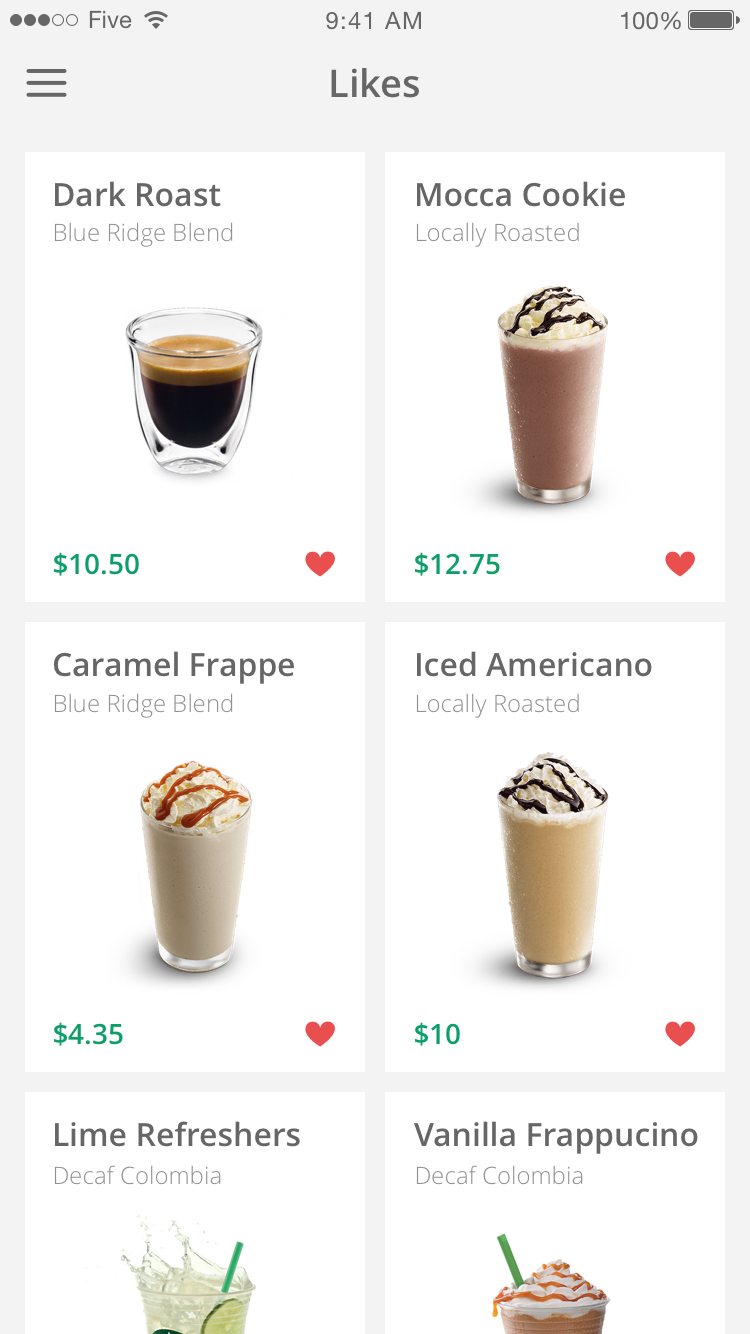 Five 9:41 AM 100%
Likes
Dark Roast
Blue Ridge Blend
$10.50
Mocca Cookie
Locally Roasted
$12.75
Caramel Frappe
Blue Ridge Blend
$4.35
Iced Americano
Locally Roasted
$10
Lime Refreshers
Decaf Colombia
Vanilla Frappucino
Decaf Colombia